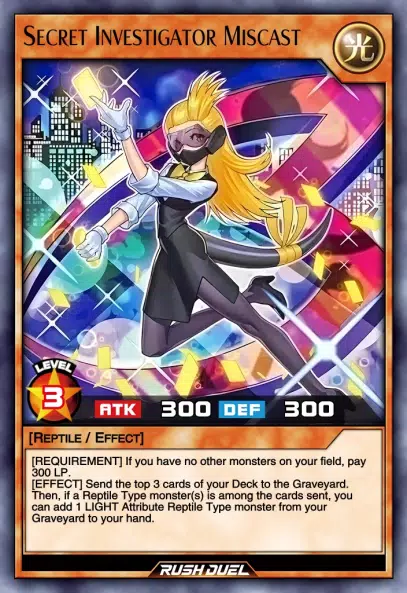 Secret Investigator Miscast
光
LEVEL
3
ATK 300 DEF 300
[Reptile / Effect]
[REQUIREMENT] If you have no other monsters on your field, pay
300 LP.
[EFFECT] Send the top 3 cards of your Deck to the Graveyard.
Then, if a Reptile Type monster(s) is among the cards sent, you
can add 1 LIGHT Attribute Reptile Type monster from your
Graveyard to your hand.
RUSH DUEL